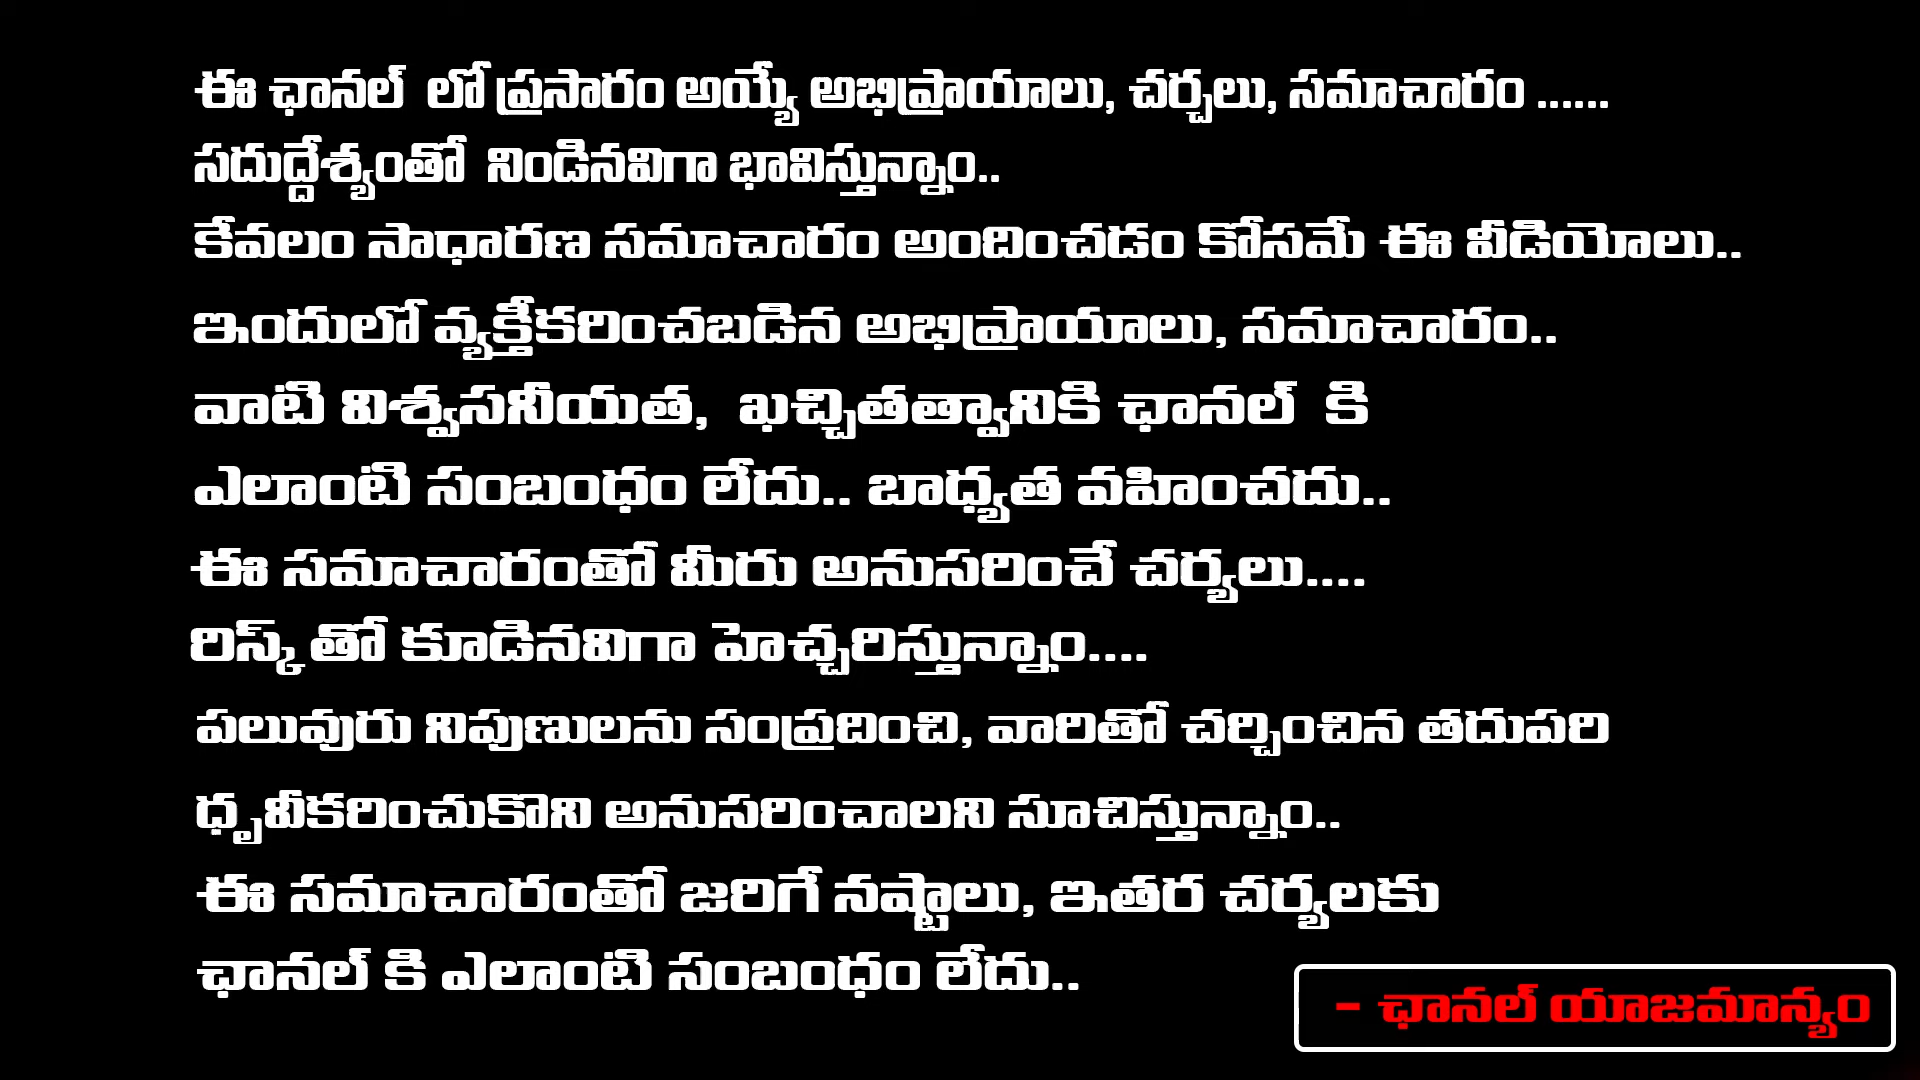 ఈ ఛానల్ లో ప్రసారం అయ్యే అభిప్రాయాలు, చర్చలు, సమాచారం ......
సదుద్దేశ్యంతో నిండినవిగా భావిస్తున్నాం..
కేవలం సాధారణ సమాచారం అందించడం కోసమే ఈ వీడియోలు..
ఇందులో వ్యక్తీకరించబడిన అభిప్రాయాలు, సమాచారం..
వాటి విశ్వసనీయత, ఖచ్చితత్వానికి ఛానల్ కి
ఎలాంటి సంబంధం లేదు.. బాధ్యత వహించదు..
ఈ సమాచారంతో మీరు అనుసరించే చర్యలు....
రిస్క్ తో కూడినవిగా హెచ్చరిస్తున్నాం....
పలువురు నిపుణులను సంప్రదించి, వారితో చర్చించిన తదుపరి
ధృవీకరించుకొని అనుసరించాలని సూచిస్తున్నాం..
ఈ సమాచారంతో జరిగే నష్టాలు, ఇతర చర్యలకు
ఛానల్ కి ఎలాంటి సంబంధం లేదు..
- ఛానల్ యాజమాన్యం